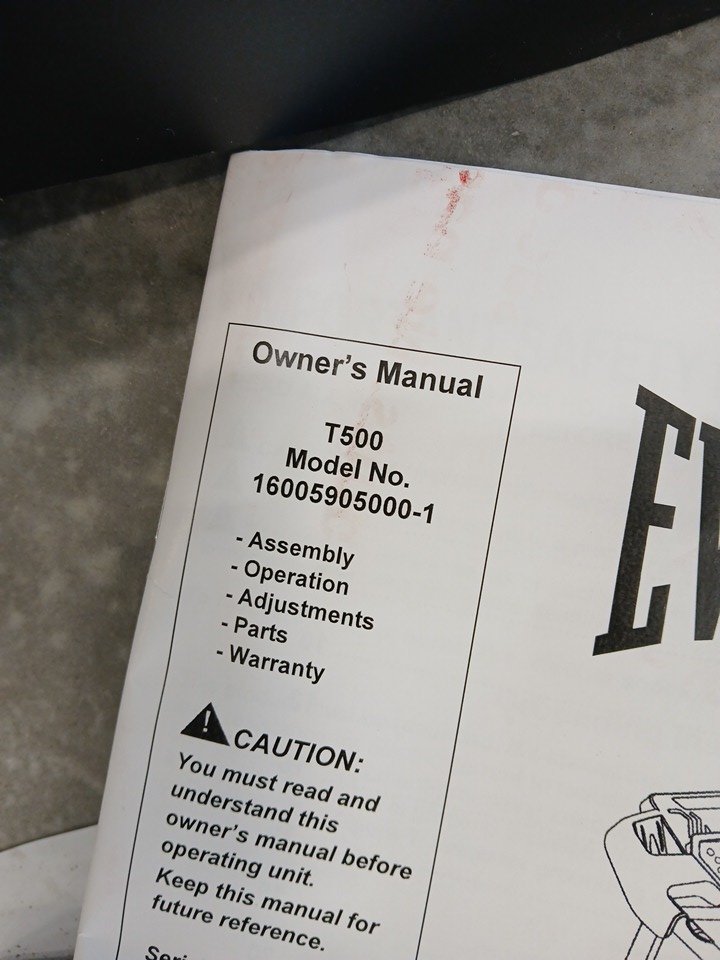 Owner's Manual
T500
Model No.
16005905000-1
- Assembly
- Operation
- Adjustments
- Parts
- Warranty
CAUTION:
You must read and
understand this
owner's manual before
operating unit.
Keep this manual for
future reference.